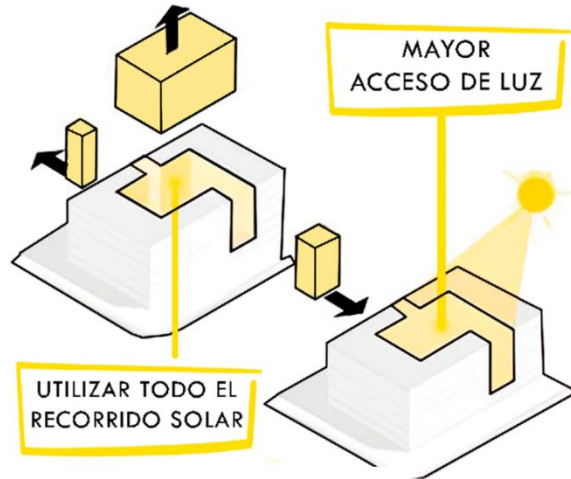 MAYOR
ACCESO DE LUZ
UTILIZAR TODO EL
RECORRIDO SOLAR